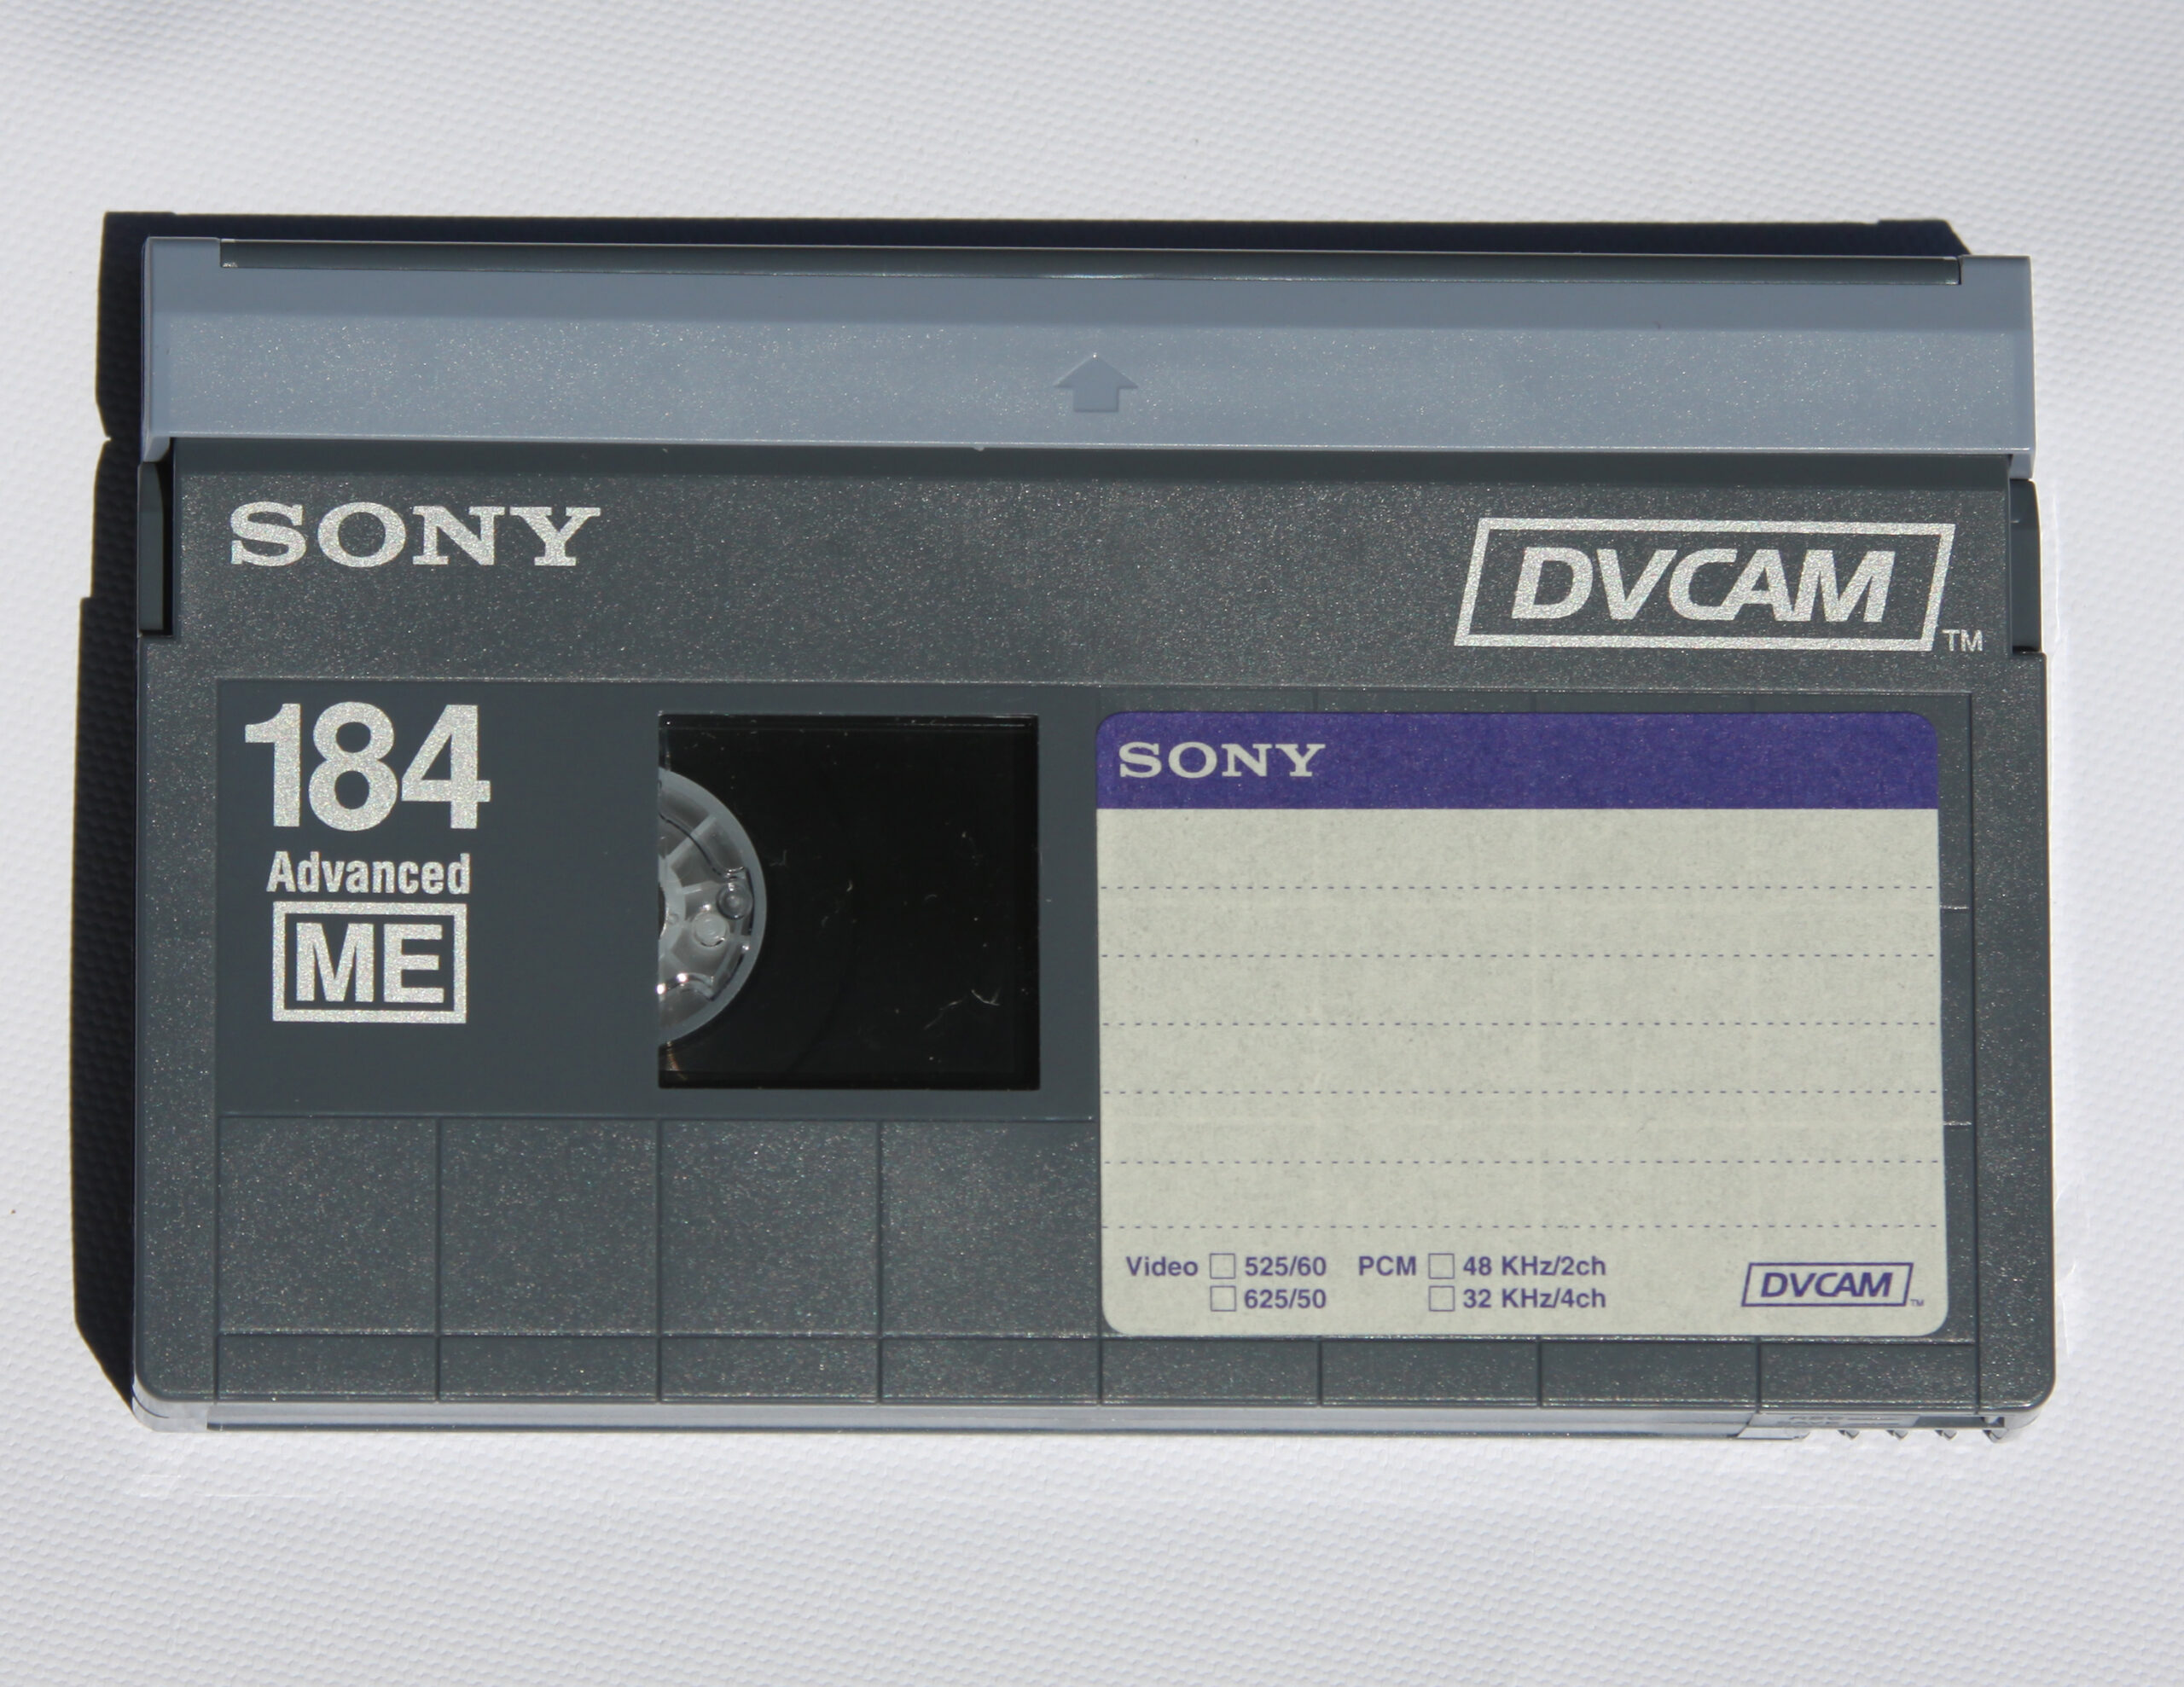 SONY
DVCAM TM
184
Advanced
ME
SONY
Video 525/60 PCM 48 KHz/2ch
625/50 32 KHz/4ch
DVCAM TM